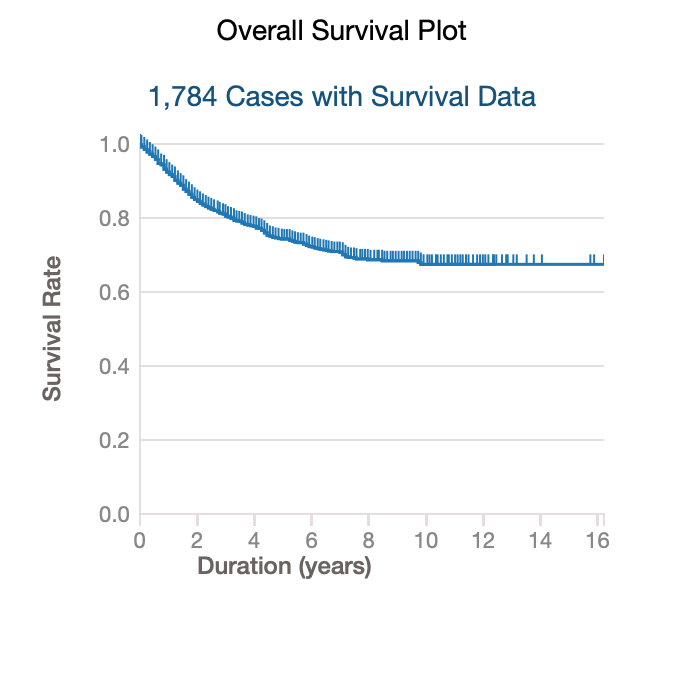 Overall Survival Plot
1,784 Cases with Survival Data
1.0
0.8
0.6
0.4
0.2
0.0
Survival Rate
0 2 4 6 8 10 12 14 16
Duration (years)